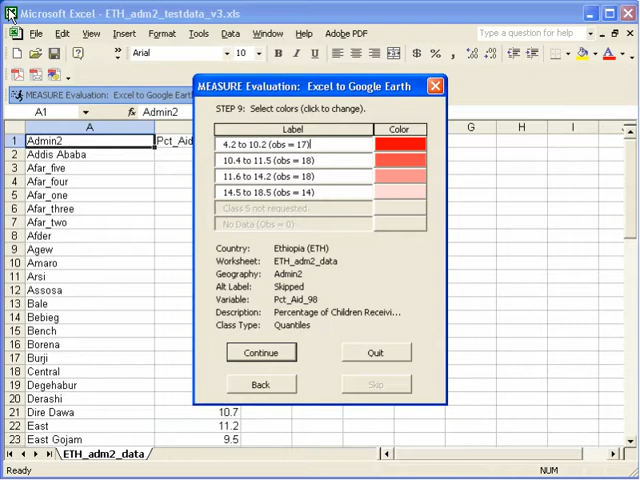 Microsoft Excel - ETH_adm2_testdata_v3.xls
File Edit View Insert Format Tools Data Window Help Adobe PDF
Type a question for help
Arial 10 B I U $ %
MEASURE Evaluation: Excel to Google Earth
A1 fx Admin2
A G H I
1 Admin2 Pct_Aid
2 Addis Ababa
3 Afar_five
4 Afar_four
5 Afar_one
6 Afar_three
7 Afar_two
8 Afder
9 Agew
10 Amaro
11 Arsi
12 Assosa
13 Bale
14 Bebieg
15 Bench
16 Borena
17 Burji
18 Central
19 Degehabur
20 Derashi
21 Dire Dawa 10.7
22 East 11.2
23 East Gojam 9.5
ETH_adm2_data
Ready NUM
MEASURE Evaluation: Excel to Google Earth
STEP 9: Select colors (click to change).
Label Color
4.2 to 10.2 (obs = 17)
10.4 to 11.5 (obs = 18)
11.6 to 14.2 (obs = 18)
14.5 to 18.5 (obs = 14)
Class 5 not requested.
No Data (Obs = 0)
Country: Ethiopia (ETH)
Worksheet: ETH_adm2_data
Geography: Admin2
Alt Label: Skipped
Variable: Pct_Aid_98
Description: Percentage of Children Receivi...
Class Type: Quantiles
Continue Quit
Back Skip